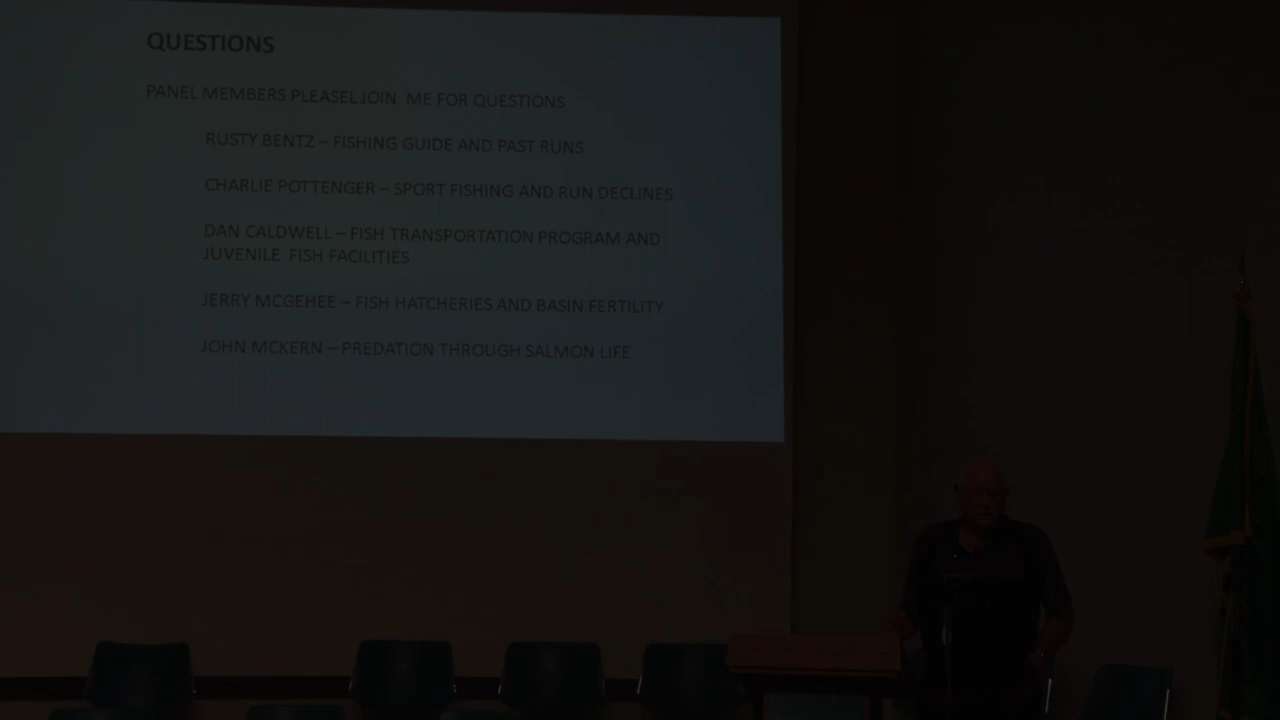 QUESTIONS
PANEL MEMBERS PLEASEL JOIN ME FOR QUESTIONS
RUSTY BENTZ – FISHING GUIDE AND PAST RUNS
CHARLIE POTTENGER – SPORT FISHING AND RUN DECLINES
DAN CALDWELL – FISH TRANSPORTATION PROGRAM AND
JUVENILE FISH FACILITIES
JERRY MCGEHEE – FISH HATCHERIES AND BASIN FERTILITY
JOHN MCKERN – PREDATION THROUGH SALMON LIFE